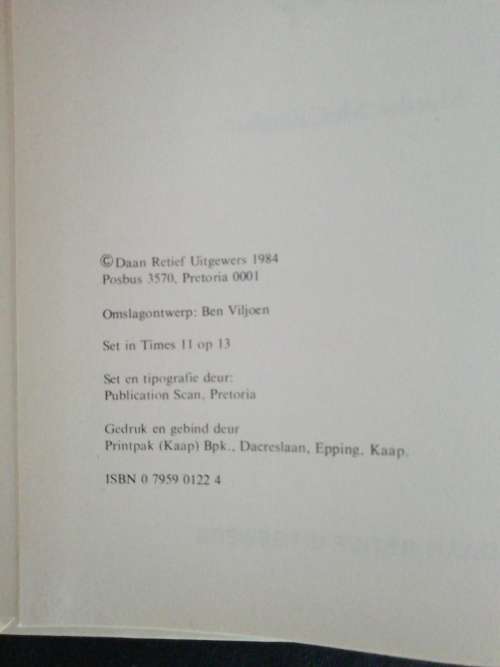 © Daan Retief Uitgewers 1984
Posbus 3570, Pretoria 0001
Omslagontwerp: Ben Viljoen
Set in Times 11 op 13
Set en tipografie deur:
Publication Scan, Pretoria
Gedruk en gebind deur
Printpak (Kaap) Bpk., Dacreslaan, Epping, Kaap.
ISBN 0 7959 0122 4